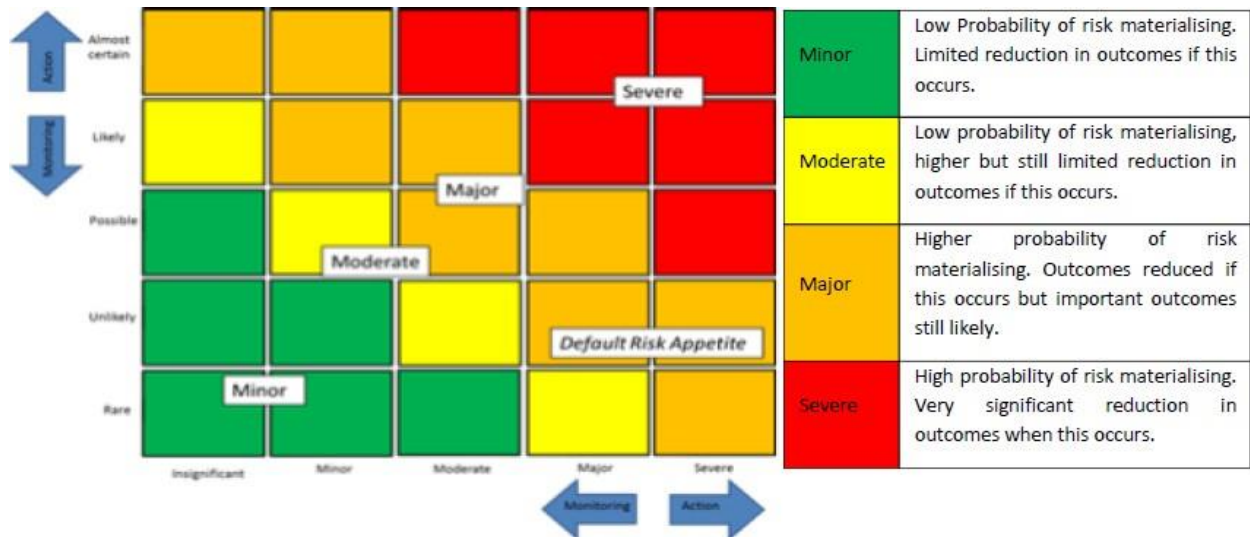 Action
Monitoring
Almost
certain
Likely
Possible
Unlikely
Rare
Severe
Major
Moderate
Default Risk Appetite
Minor
Insignificant
Minor
Moderate
Major
Severe
Monitoring
Action
Minor
Low Probability of risk materialising.
Limited reduction in outcomes if this
occurs.
Moderate
Low probability of risk materialising,
higher but still limited reduction in
outcomes if this occurs.
Major
Higher probability of risk
materialising. Outcomes reduced if
this occurs but important outcomes
still likely.
Severe
High probability of risk materialising.
Very significant reduction in
outcomes when this occurs.